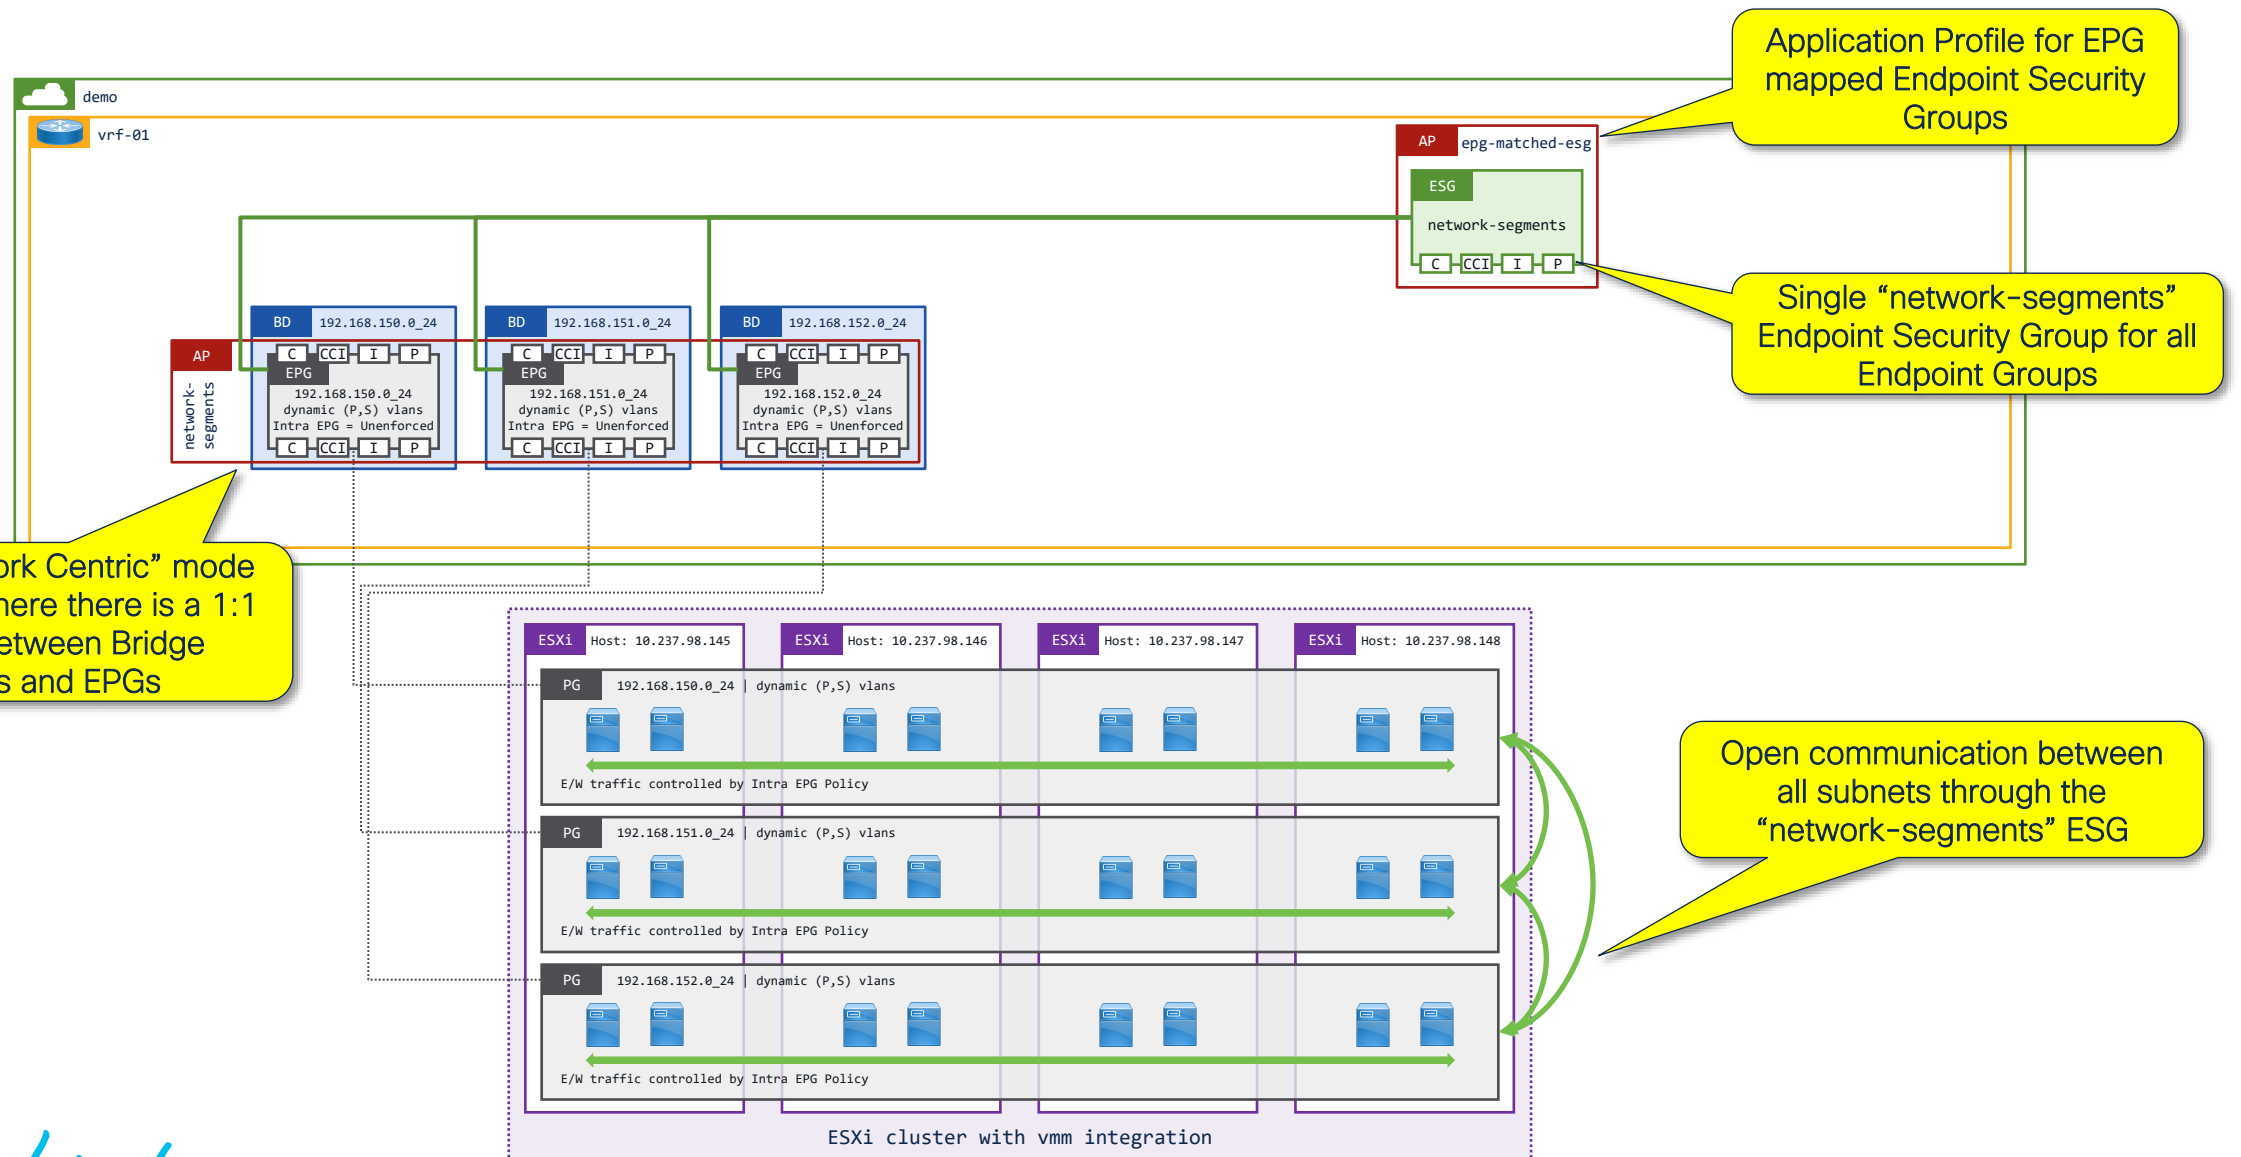 Application Profile for EPG
mapped Endpoint Security
Groups
demo
vrf-01
AP epg-matched-esg
ESG
network-segments
C CCI I P
Single “network-segments”
Endpoint Security Group for all
Endpoint Groups
BD 192.168.150.0_24
BD 192.168.151.0_24
BD 192.168.152.0_24
AP
network-
segments
C CCI I P
EPG
192.168.150.0_24
dynamic (P,S) vlans
Intra EPG = Unenforced
C CCI I P
C CCI I P
EPG
192.168.151.0_24
dynamic (P,S) vlans
Intra EPG = Unenforced
C CCI I P
C CCI I P
EPG
192.168.152.0_24
dynamic (P,S) vlans
Intra EPG = Unenforced
C CCI I P
Centric” mode
there is a 1:1
between Bridge
and EPGs
ESXi Host: 10.237.98.145
ESXi Host: 10.237.98.146
ESXi Host: 10.237.98.147
ESXi Host: 10.237.98.148
PG 192.168.150.0_24 | dynamic (P,S) vlans
E/W traffic controlled by Intra EPG Policy
PG 192.168.151.0_24 | dynamic (P,S) vlans
E/W traffic controlled by Intra EPG Policy
PG 192.168.152.0_24 | dynamic (P,S) vlans
E/W traffic controlled by Intra EPG Policy
Open communication between
all subnets through the
“network-segments” ESG
ESXi cluster with vmm integration